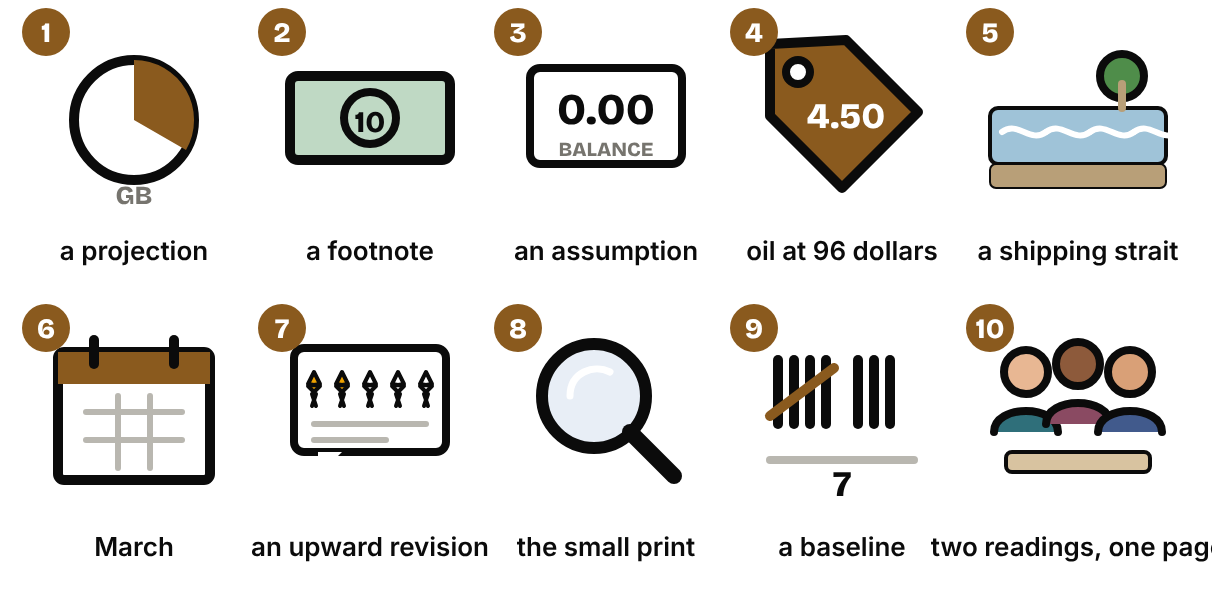 1
2
3
4
5
GB
10
0.00
BALANCE
4.50
a projection
a footnote
an assumption
oil at 96 dollars
a shipping strait
6
7
8
9
10
7
March
an upward revision
the small print
a baseline
two readings, one page